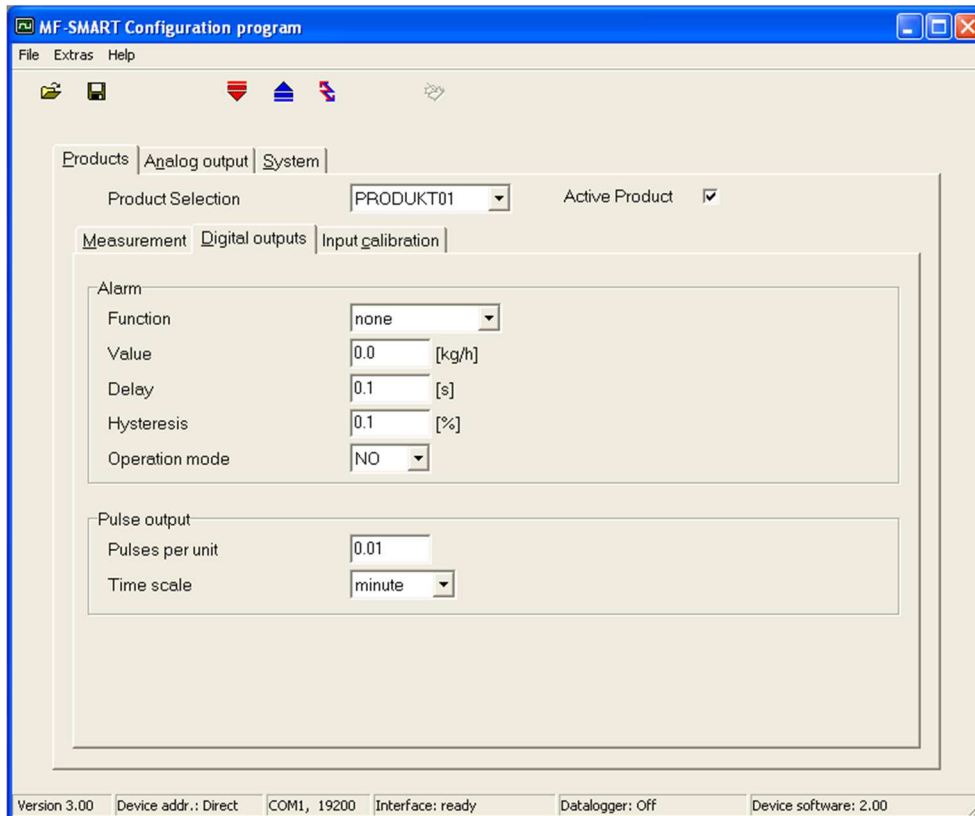 MF-SMART Configuration program
File Extras Help
Products Analog output System
Product Selection PRODUKT01 Active Product
Measurement Digital outputs Input calibration
Alarm
Function none
Value 0.0 [kg/h]
Delay 0.1 [s]
Hysteresis 0.1 [%]
Operation mode NO
Pulse output
Pulses per unit 0.01
Time scale minute
Version 3.00 Device addr.: Direct COM1, 19200 Interface: ready Datalogger: Off Device software: 2.00